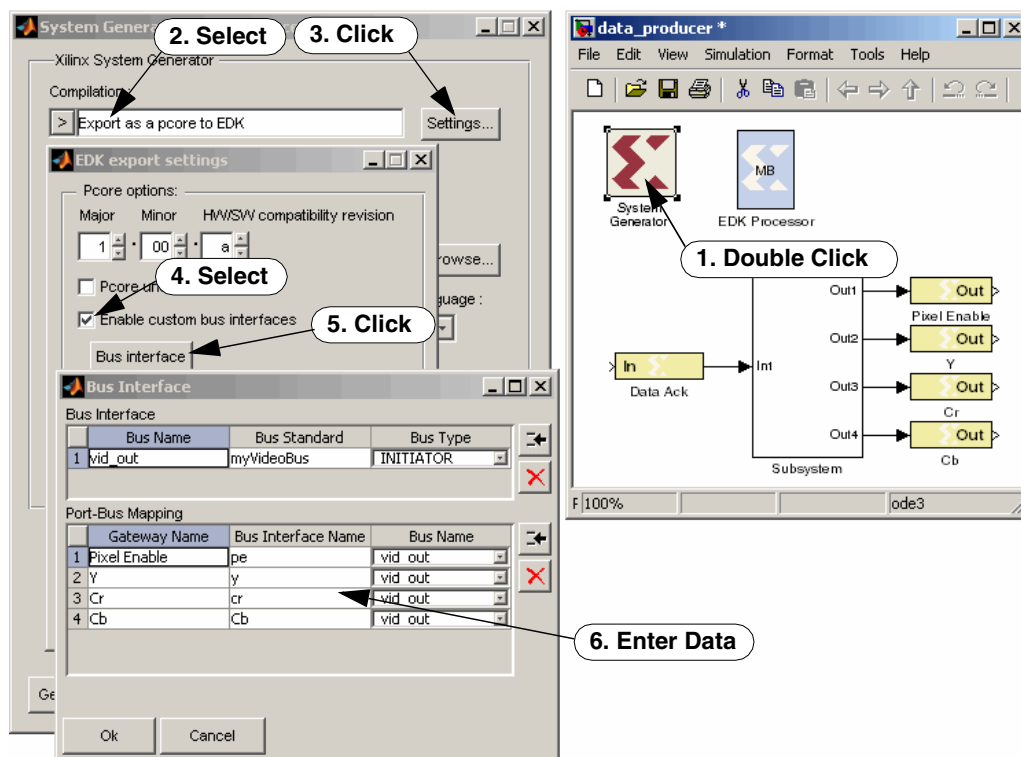 System Genera
2. Select
3. Click
Xilinx System Generator
Compilation :
> Export as a pcore to EDK
Settings...
EDK export settings
Pcore options:
Major Minor HW/SW compatibility revision
1 . 00 . a
rowse...
4. Select
Pcore un
guage :
Enable custom bus interfaces
5. Click
Bus interface
Bus Interface
Bus Interface
Bus Name Bus Standard Bus Type
1 vid_out myVideoBus INITIATOR
Port-Bus Mapping
Gateway Name Bus Interface Name Bus Name
1 Pixel Enable pe vid_out
2 Y y vid_out
3 Cr cr vid_out
4 Cb Cb vid_out
6. Enter Data
Ge
Ok Cancel
data_producer *
File Edit View Simulation Format Tools Help
MB
System
Generator
EDK Processor
1. Double Click
Out1
Out
Pixel Enable
Out2
Out
Y
In
In1
Data Ack
Out3
Out
Cr
Out4
Out
Cb
Subsystem
F 100% ode3